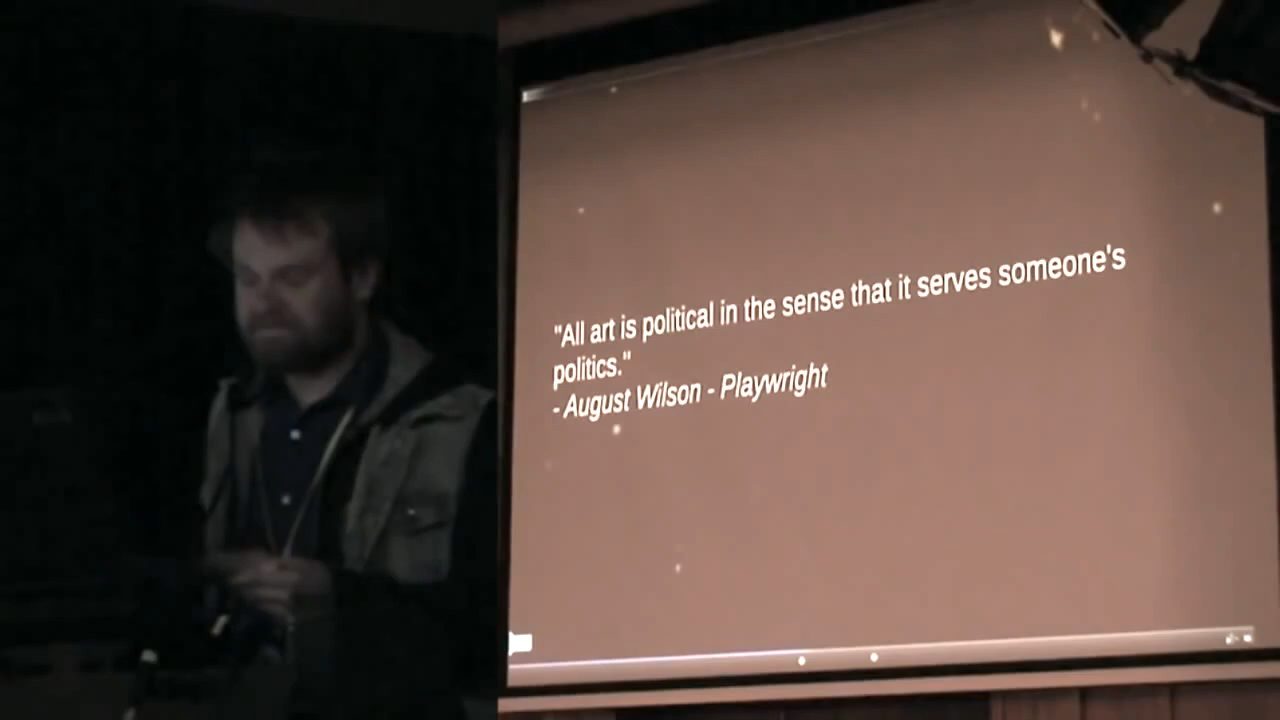 "All art is political in the sense that it serves someone's
politics."
- August Wilson - Playwright